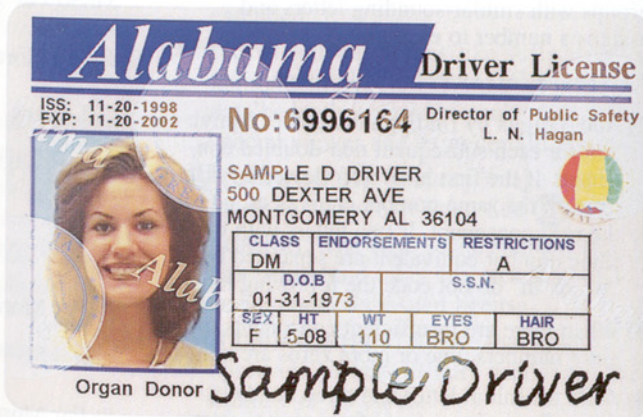 Alabama Driver License
ISS: 11-20-1998
EXP: 11-20-2002
No:6996164
Director of Public Safety
L. N. Hagan
SAMPLE D DRIVER
500 DEXTER AVE
MONTGOMERY AL 36104
CLASS ENDORSEMENTS RESTRICTIONS
DM A
D.O.B S.S.N.
01-31-1973
SEX HT WT EYES HAIR
F 5-08 110 BRO BRO
Organ Donor
Sample Driver